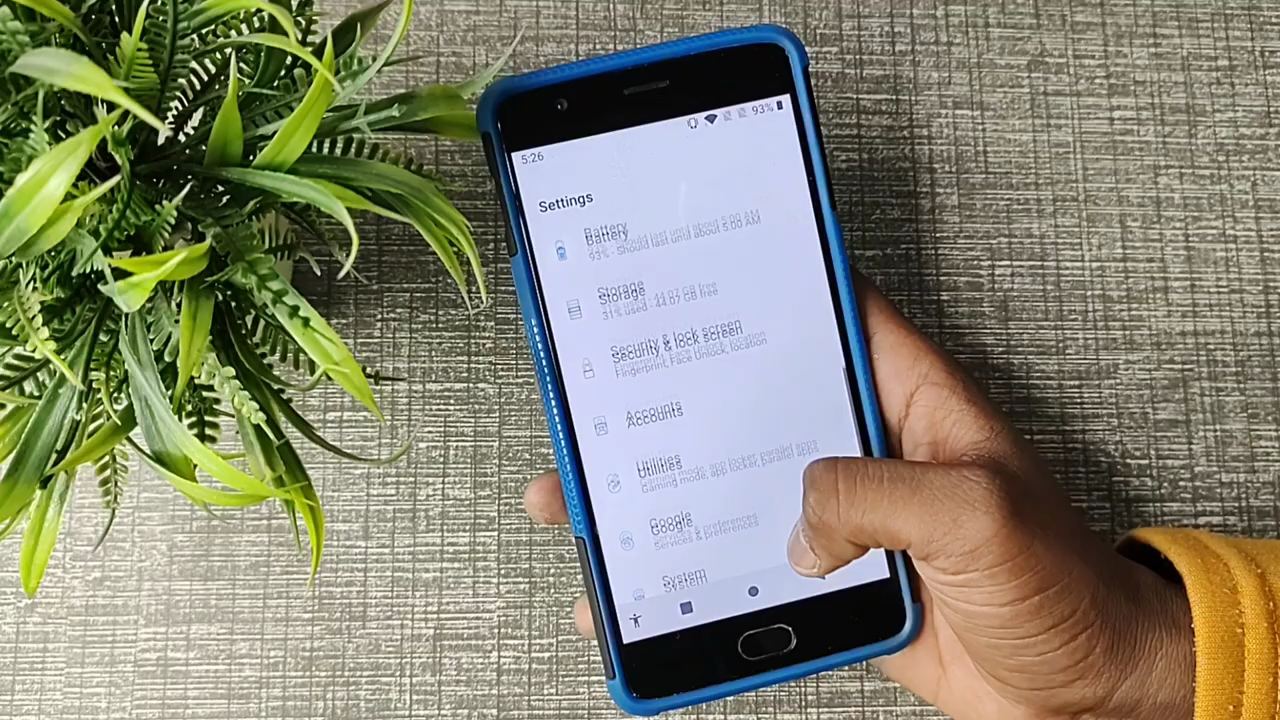 5:26
93%
Settings
Battery
93% - Should last until about 5:00 AM
Storage
31% used - 44.07 GB free
Security & lock screen
Fingerprint, Face Unlock, location
Accounts
Utilities
Gaming mode, app locker, parallel apps
Google
Services & preferences
System